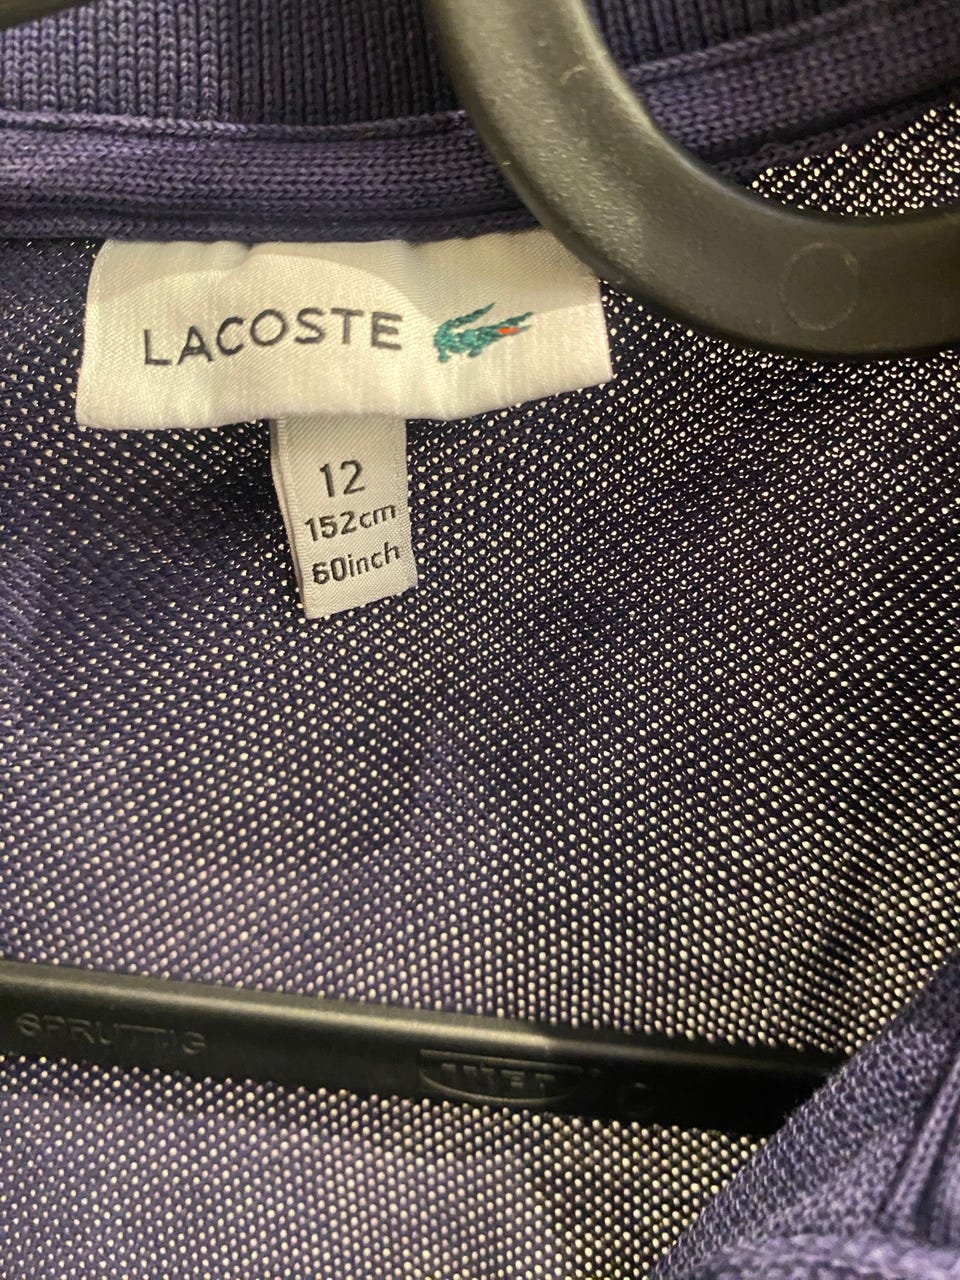 LACOSTE
12
152cm
60inch
SPRUTTIG